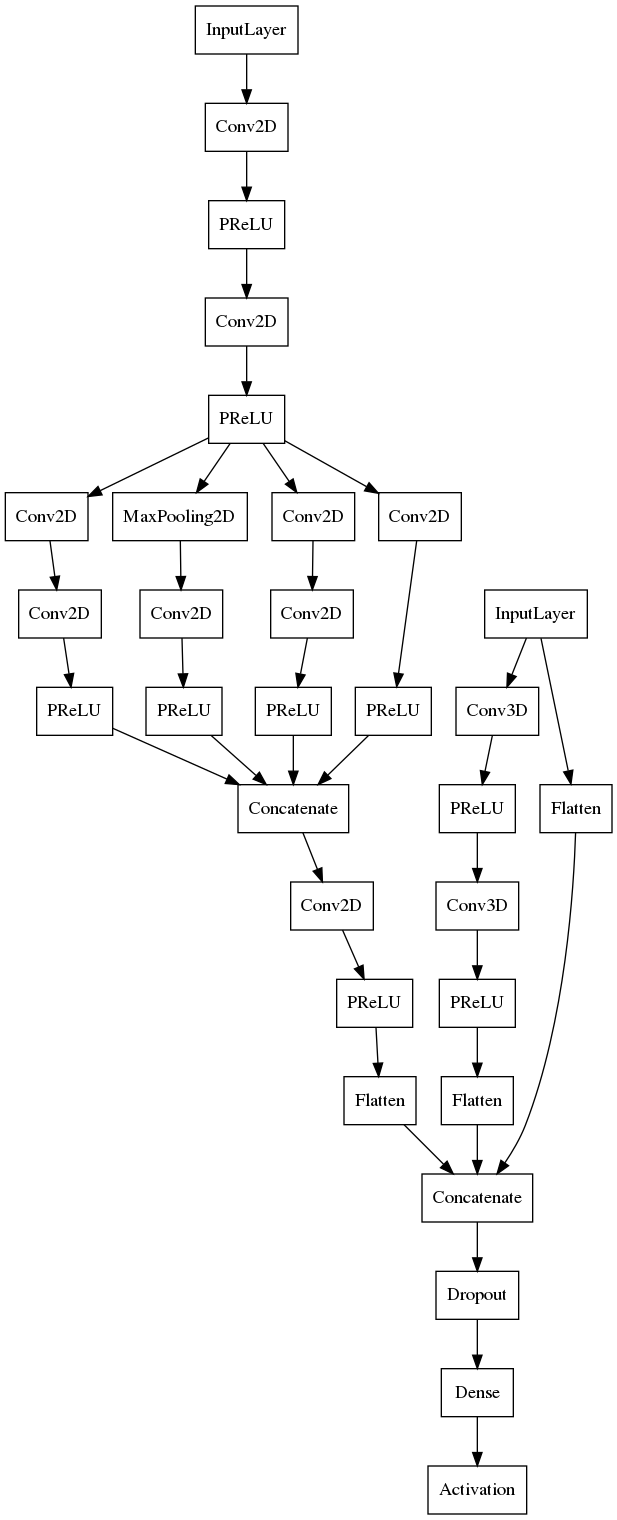 InputLayer
Conv2D
PReLU
Conv2D
PReLU
Conv2D
MaxPooling2D
Conv2D
Conv2D
Conv2D
Conv2D
Conv2D
InputLayer
PReLU
PReLU
PReLU
PReLU
Conv3D
Concatenate
PReLU
Flatten
Conv2D
Conv3D
PReLU
PReLU
Flatten
Flatten
Concatenate
Dropout
Dense
Activation